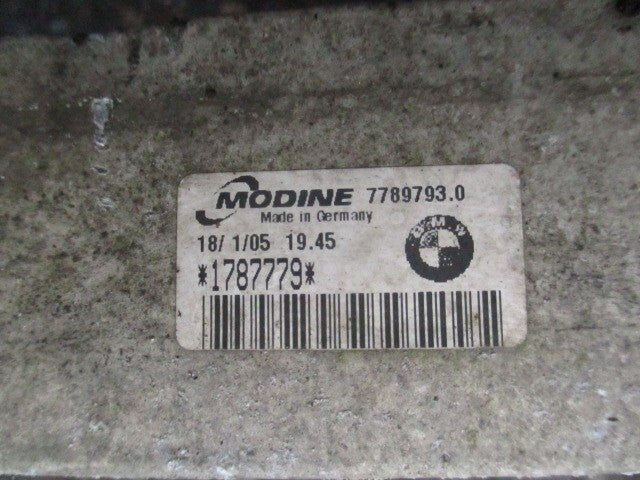 MODINE 7789793.0
Made in Germany
18/ 1/05 19.45
BMW
*1787779*